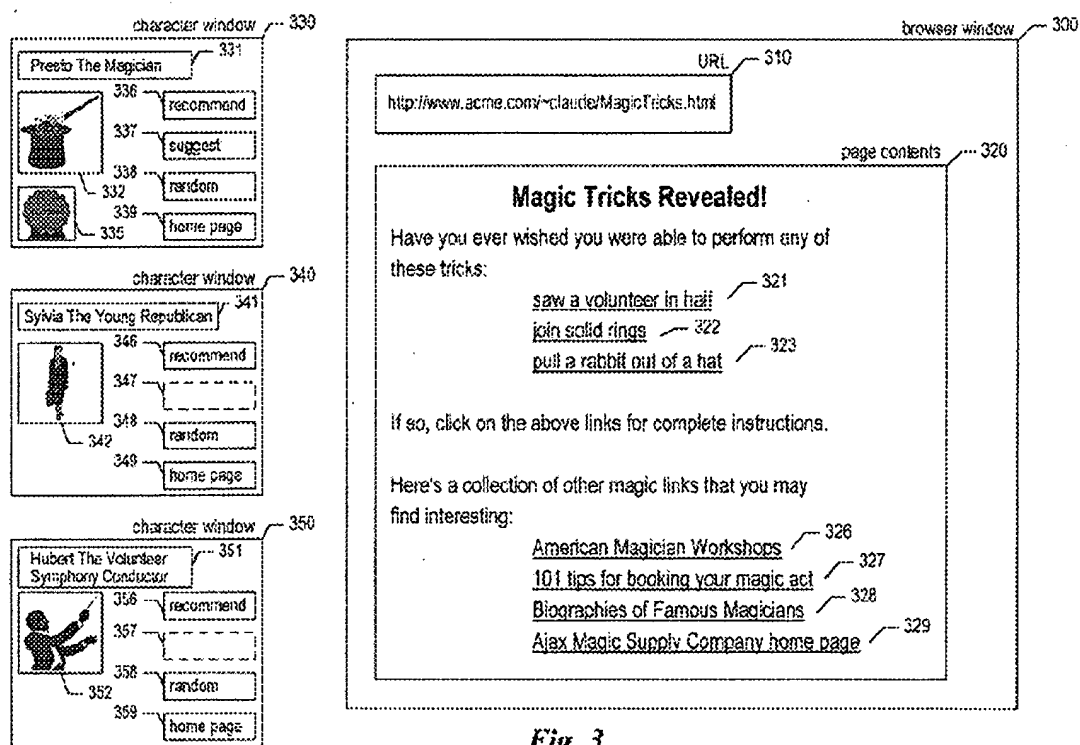 character window 330
331
Presto The Magician
336
recommend
337
suggest
338
random
332
339
home page
335
character window 340
341
Sylvia The Young Republican
346
recommend
347
348
random
342
349
home page
character window 350
351
Hubert The Volunteer
Symphony Conductor
356
recommend
357
358
random
352
359
home page
browser window 300
URL 310
http://www.acme.com/~claude/MagicTricks.html
page contents 320
Magic Tricks Revealed!
Have you ever wished you were able to perform any of
these tricks:
saw a volunteer in half 321
join solid rings 322
pull a rabbit out of a hat 323
If so, click on the above links for complete instructions.
Here's a collection of other magic links that you may
find interesting:
American Magician Workshops 326
101 tips for booking your magic act 327
Biographies of Famous Magicians 328
Ajax Magic Supply Company home page 329
Fig. 3